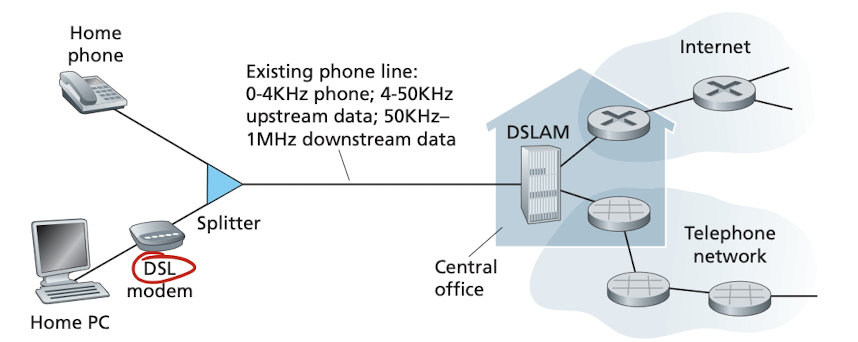 Home
phone
Existing phone line:
0-4KHz phone; 4-50KHz
upstream data; 50KHz–
1MHz downstream data
Internet
DSLAM
Splitter
DSL
modem
Home PC
Central
office
Telephone
network